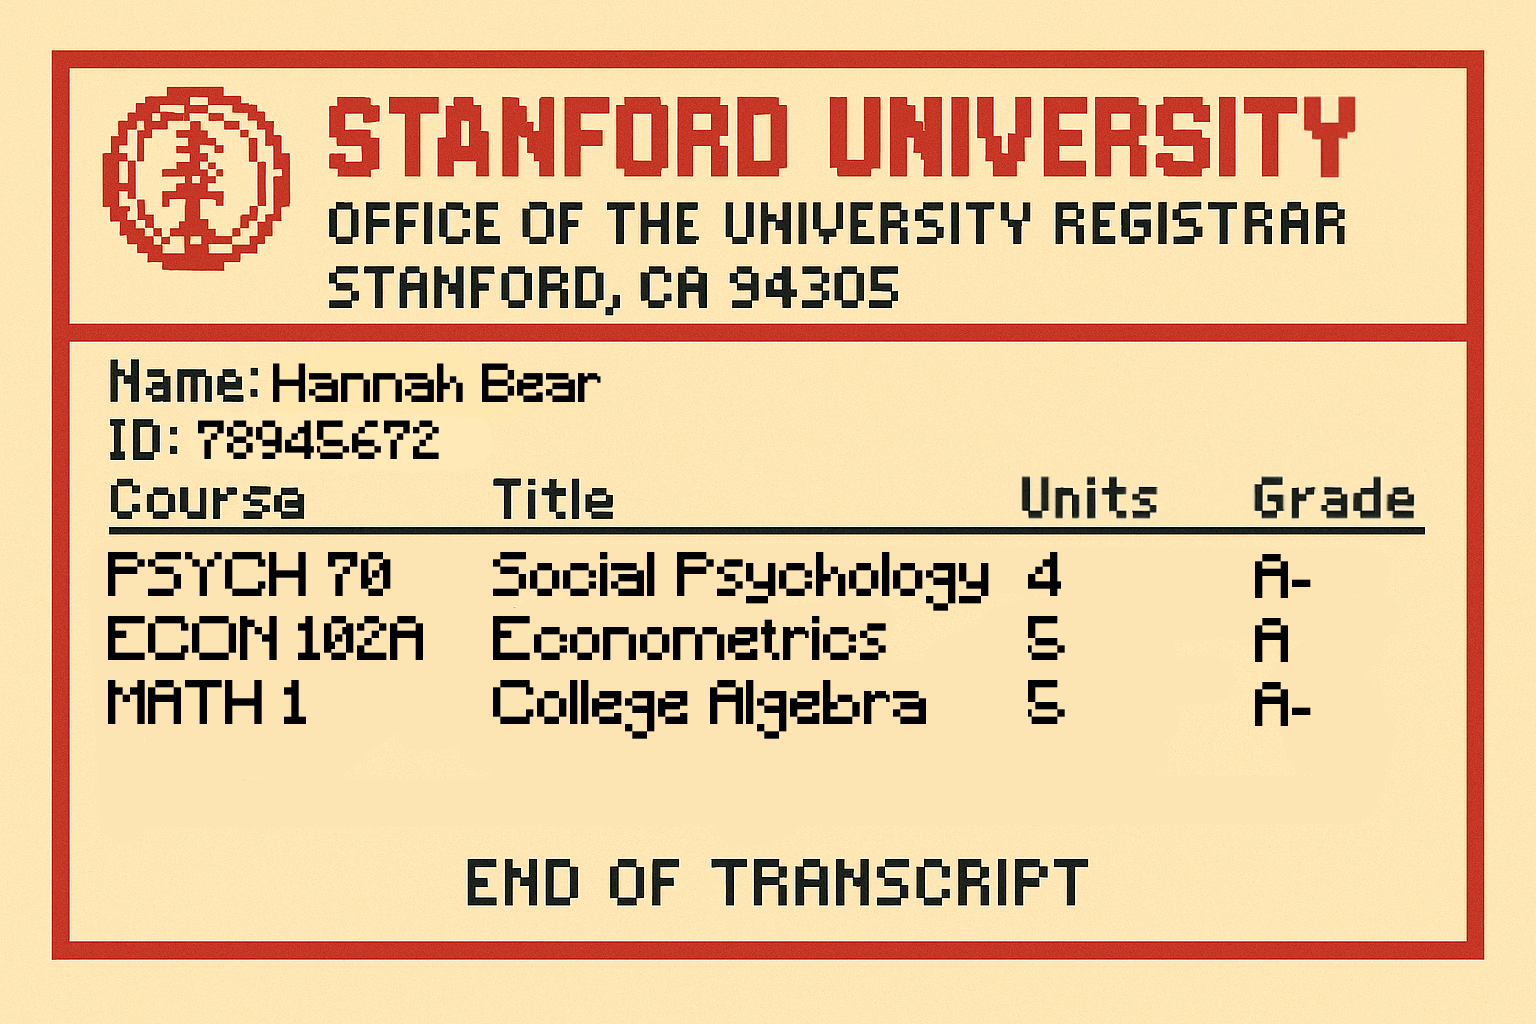 STANFORD UNIVERSITY
OFFICE OF THE UNIVERSITY REGISTRAR
STANFORD, CA 94305
Name: Hannah Bear
ID: 78945672
Course Title Units Grade
PSYCH 70 Social Psychology 4 A-
ECON 102A Econometrics 5 A
MATH 1 College Algebra 5 A-
END OF TRANSCRIPT